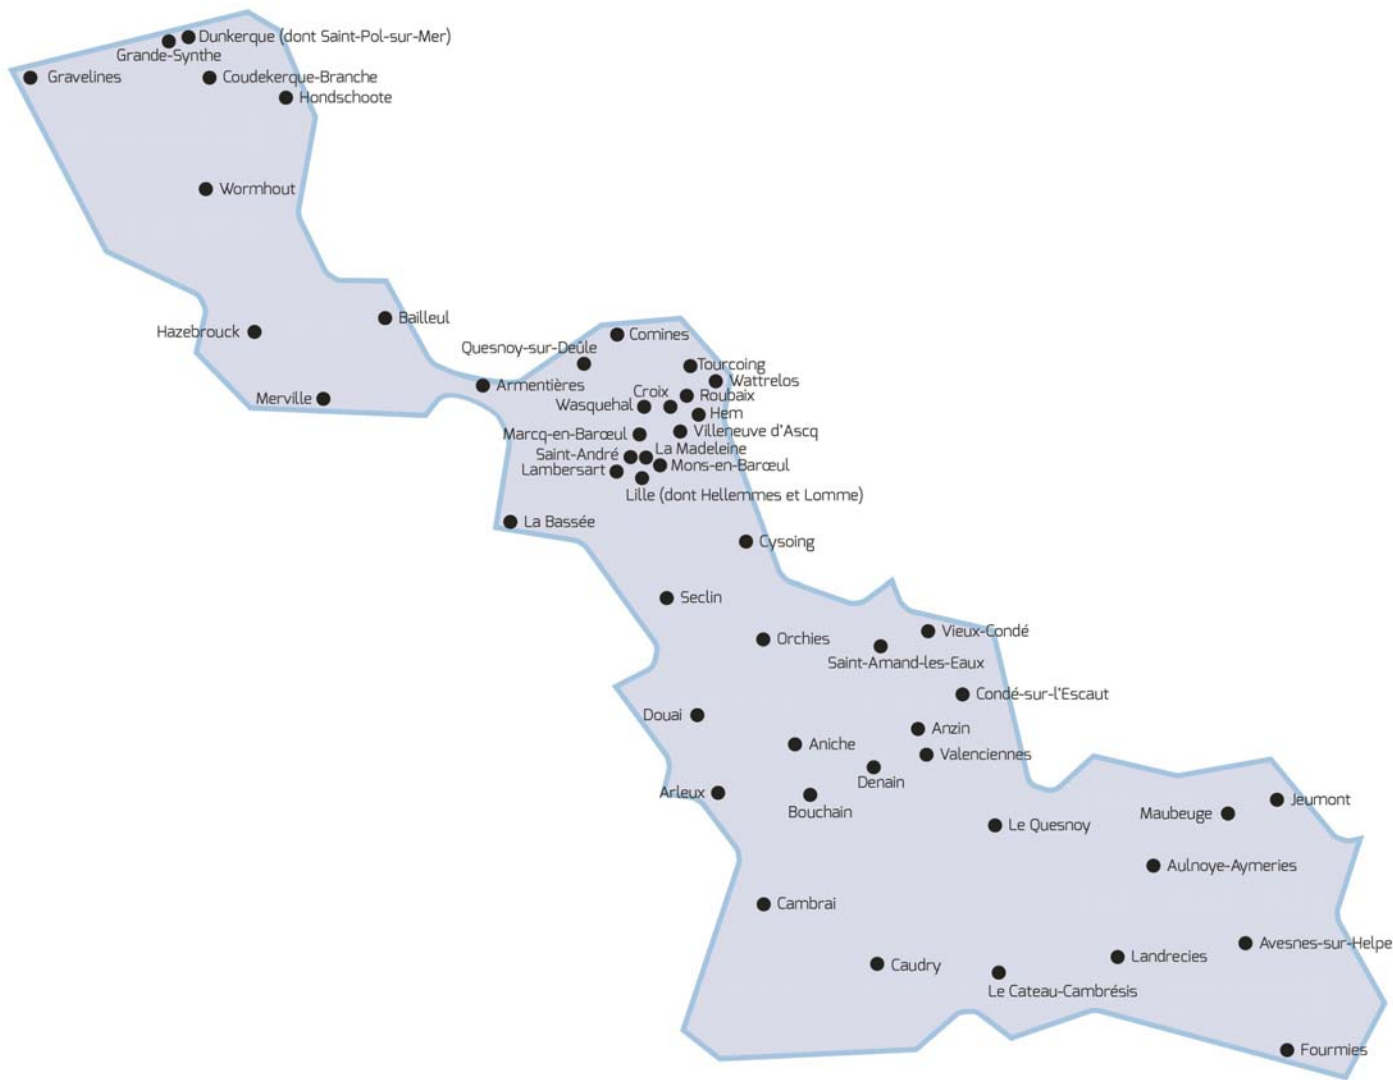 Dunkerque (dont Saint-Pol-sur-Mer)
Grande-Synthe
Gravelines
Coudekerque-Branche
Hondschoote
Wormhout
Bailleul
Hazebrouck
Comines
Quesnoy-sur-Deûle
Tourcoing
Wattrelos
Armentières
Croix
Roubaix
Merville
Wasquehal
Hem
Villeneuve d'Ascq
Marcq-en-Barœul
La Madeleine
Saint-André
Mons-en-Barœul
Lambersart
Lille (dont Hellemmes et Lomme)
La Bassée
Cysoing
Seclin
Vieux-Condé
Orchies
Saint-Amand-les-Eaux
Condé-sur-l'Escaut
Douai
Anzin
Aniche
Valenciennes
Denain
Arleux
Jeumont
Bouchain
Maubeuge
Le Quesnoy
Aulnoye-Aymeries
Cambrai
Avesnes-sur-Helpe
Landrecies
Caudry
Le Cateau-Cambrésis
Fourmies